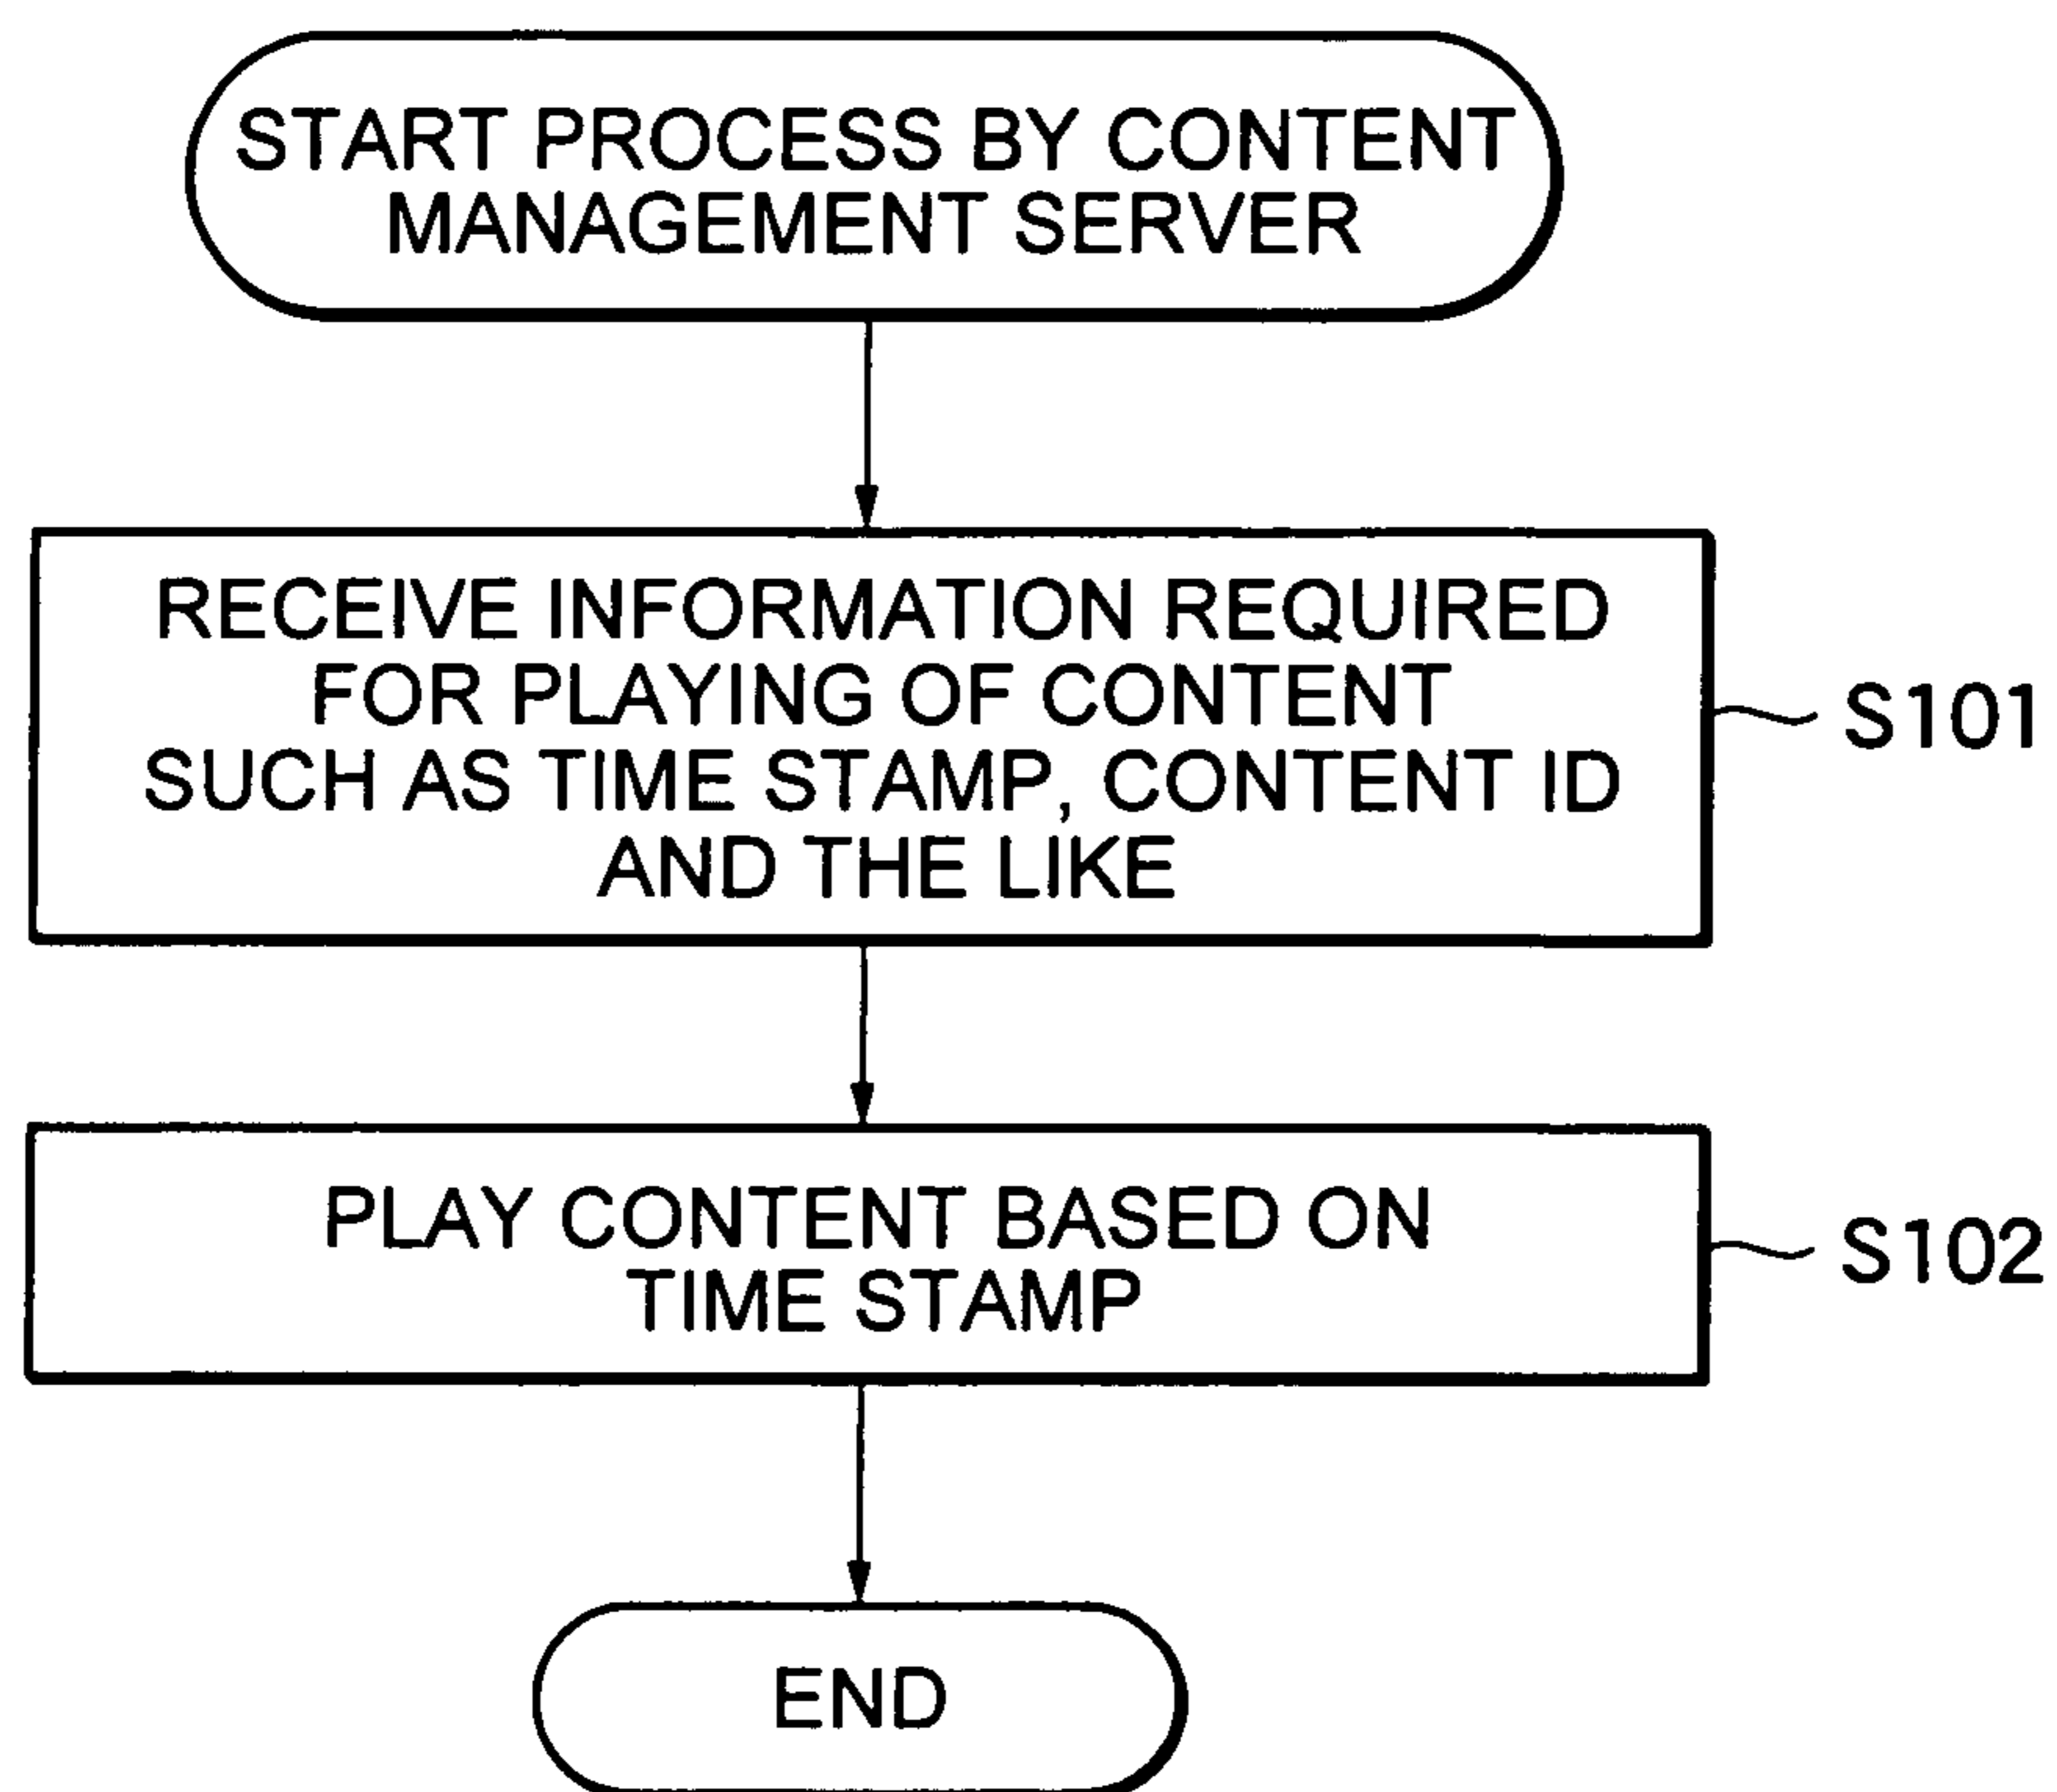 START PROCESS BY CONTENT
MANAGEMENT SERVER
RECEIVE INFORMATION REQUIRED
FOR PLAYING OF CONTENT
SUCH AS TIME STAMP, CONTENT ID
AND THE LIKE
S101
PLAY CONTENT BASED ON
TIME STAMP
S102
END